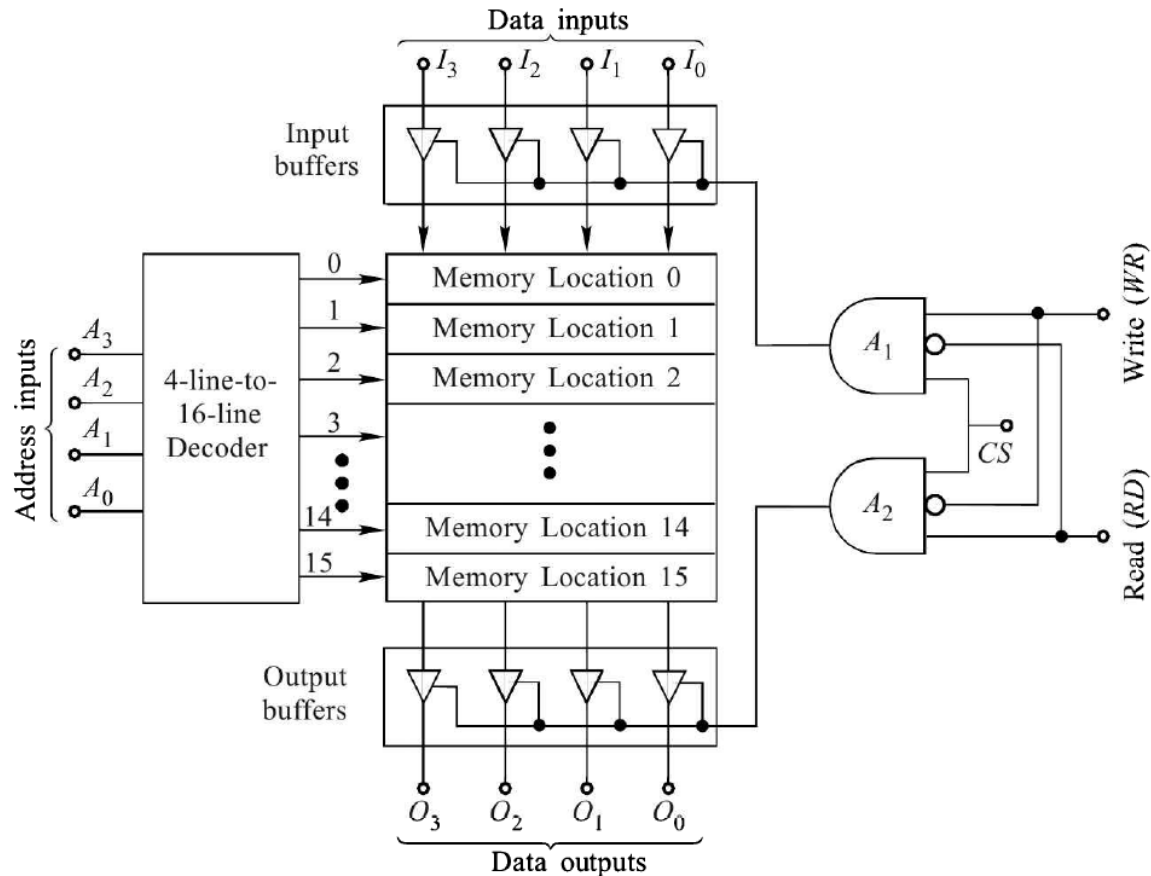 Data inputs
I3 I2 I1 I0
Input
buffers
0
Memory Location 0
1
Memory Location 1
2
Memory Location 2
3
14
Memory Location 14
15
Memory Location 15
Address inputs
A3
A2
A1
A0
4-line-to-
16-line
Decoder
A1
A2
CS
Write (WR)
Read (RD)
Output
buffers
O3 O2 O1 O0
Data outputs